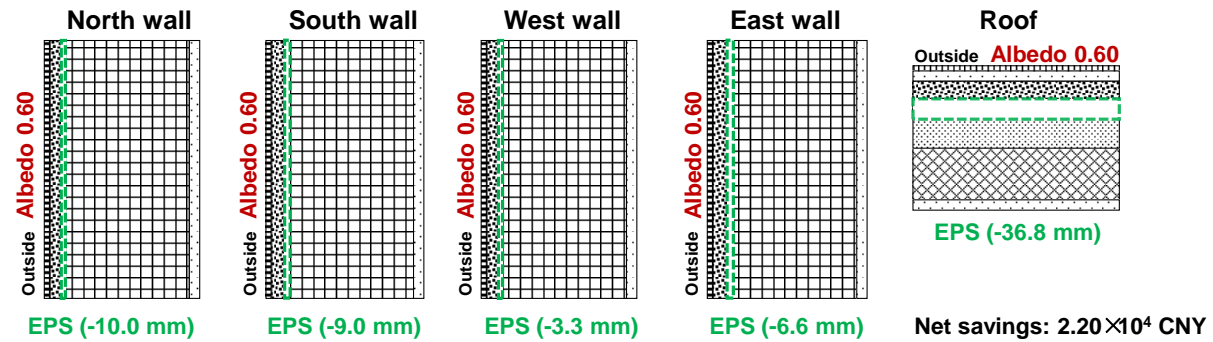 North wall
South wall
West wall
East wall
Roof
Outside Albedo 0.60
Outside Albedo 0.60
Outside Albedo 0.60
Outside Albedo 0.60
Outside Albedo 0.60
EPS (-10.0 mm)
EPS (-9.0 mm)
EPS (-3.3 mm)
EPS (-6.6 mm)
EPS (-36.8 mm)
Net savings: 2.20×10⁴ CNY